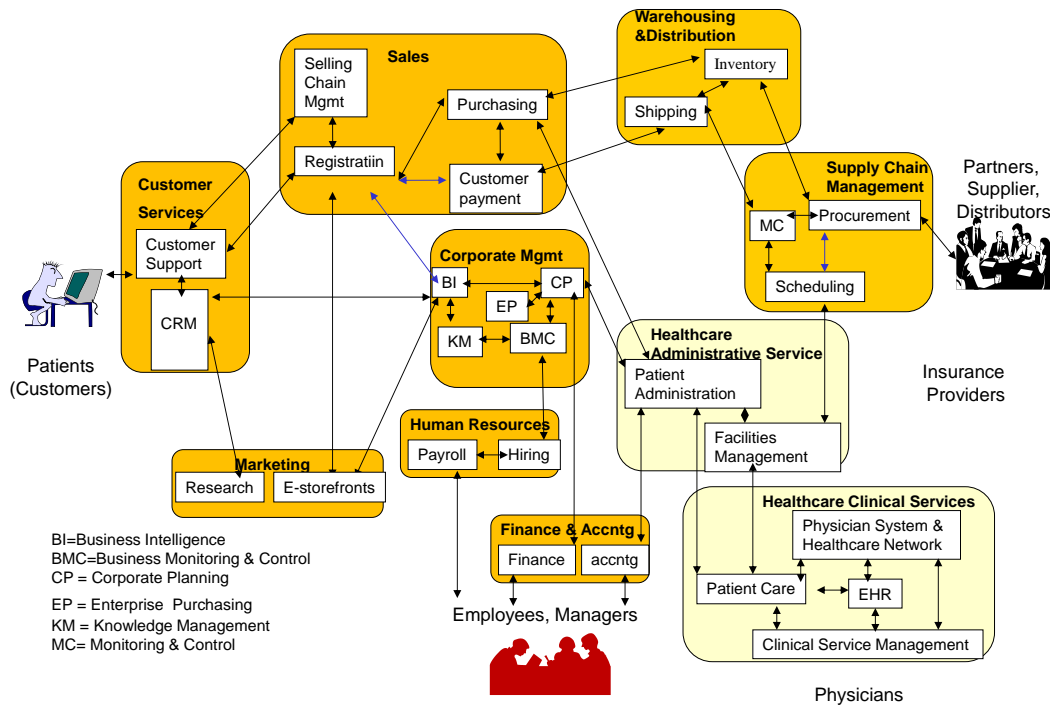 Warehousing
&Distribution
Inventory
Shipping
Sales
Selling
Chain
Mgmt
Purchasing
Registratiin
Customer
payment
Customer
Services
Customer
Support
CRM
Patients
(Customers)
Supply Chain
Management
MC
Procurement
Scheduling
Partners,
Supplier,
Distributors
Corporate Mgmt
BI
CP
EP
KM
BMC
Healthcare
Administrative Service
Patient
Administration
Facilities
Management
Insurance
Providers
Human Resources
Payroll
Hiring
Marketing
Research
E-storefronts
Finance & Accntg
Finance
accntg
Employees, Managers
Healthcare Clinical Services
Physician System &
Healthcare Network
Patient Care
EHR
Clinical Service Management
Physicians
BI=Business Intelligence
BMC=Business Monitoring & Control
CP = Corporate Planning
EP = Enterprise Purchasing
KM = Knowledge Management
MC= Monitoring & Control